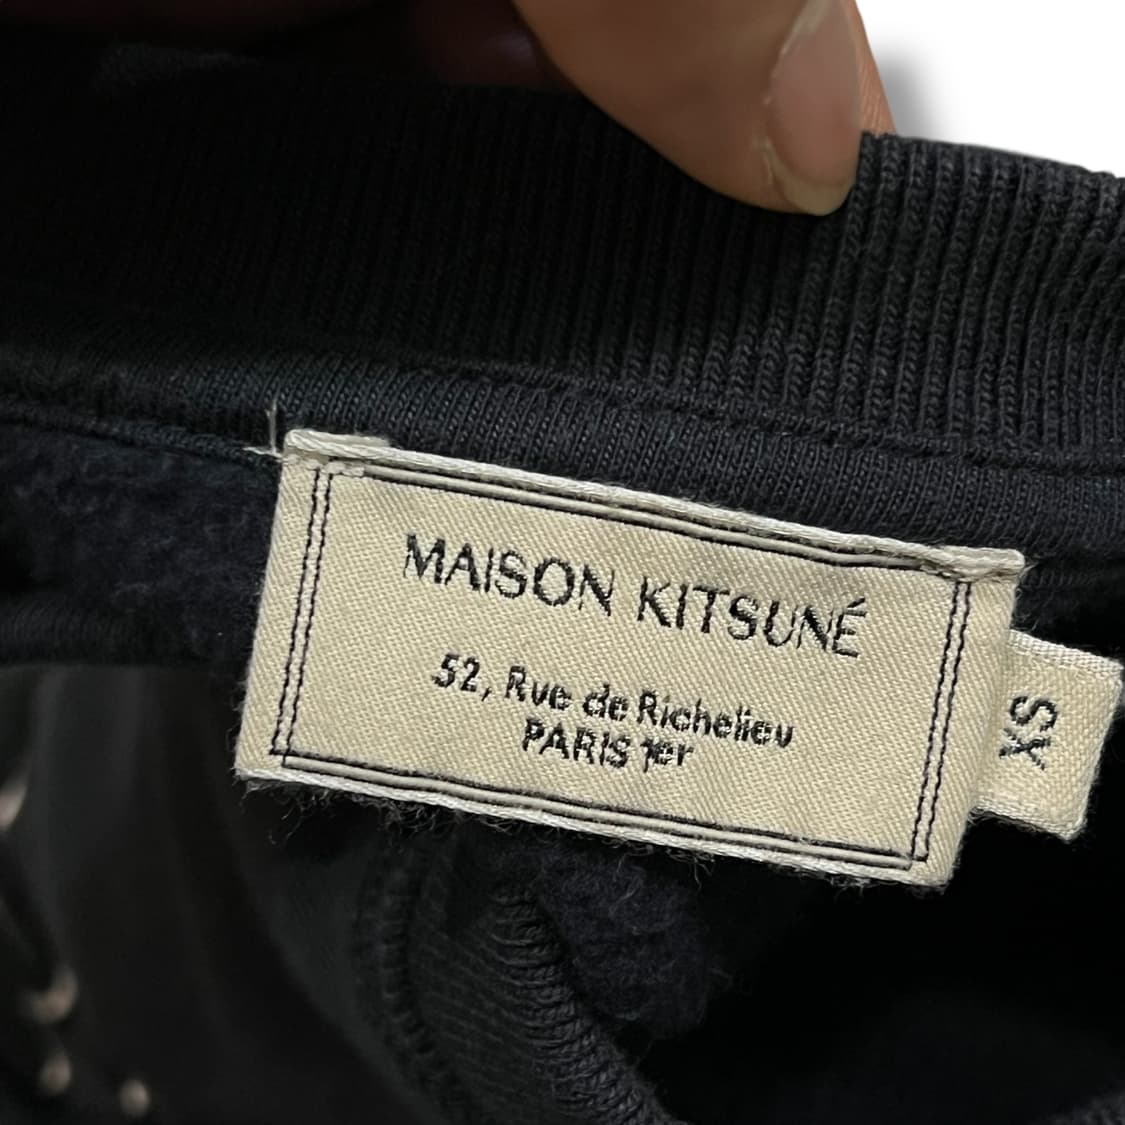 MAISON KITSUNÉ
52, Rue de Richelieu
PARIS 1er
XS